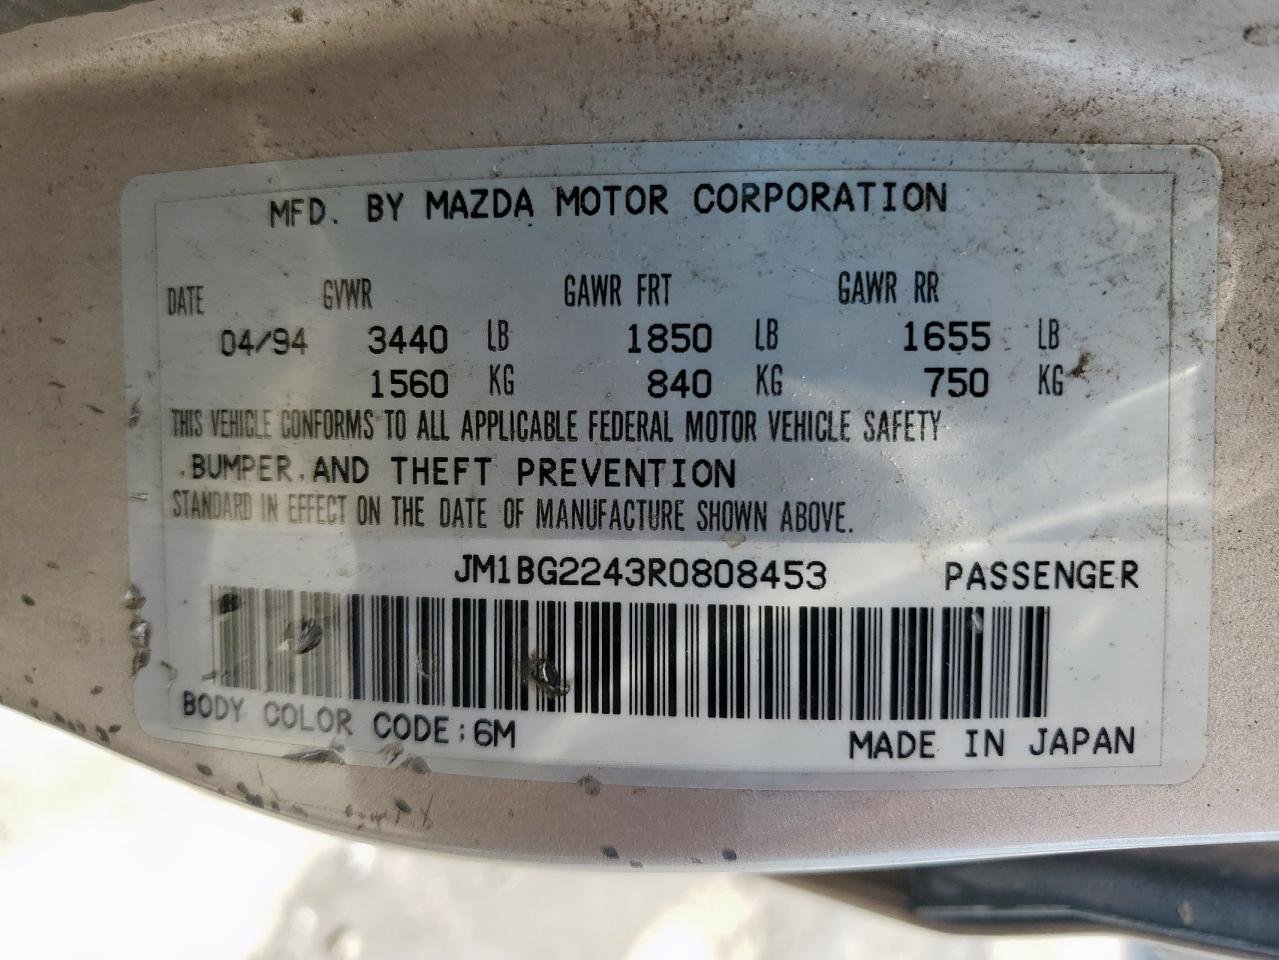 MFD. BY MAZDA MOTOR CORPORATION
DATE GVWR GAWR FRT GAWR RR
04/94 3440 LB 1850 LB 1655 LB
1560 KG 840 KG 750 KG
THIS VEHICLE CONFORMS TO ALL APPLICABLE FEDERAL MOTOR VEHICLE SAFETY
,BUMPER,AND THEFT PREVENTION
STANDARD IN EFFECT ON THE DATE OF MANUFACTURE SHOWN ABOVE.
JM1BG2243R0808453 PASSENGER
BODY COLOR CODE;6M
MADE IN JAPAN